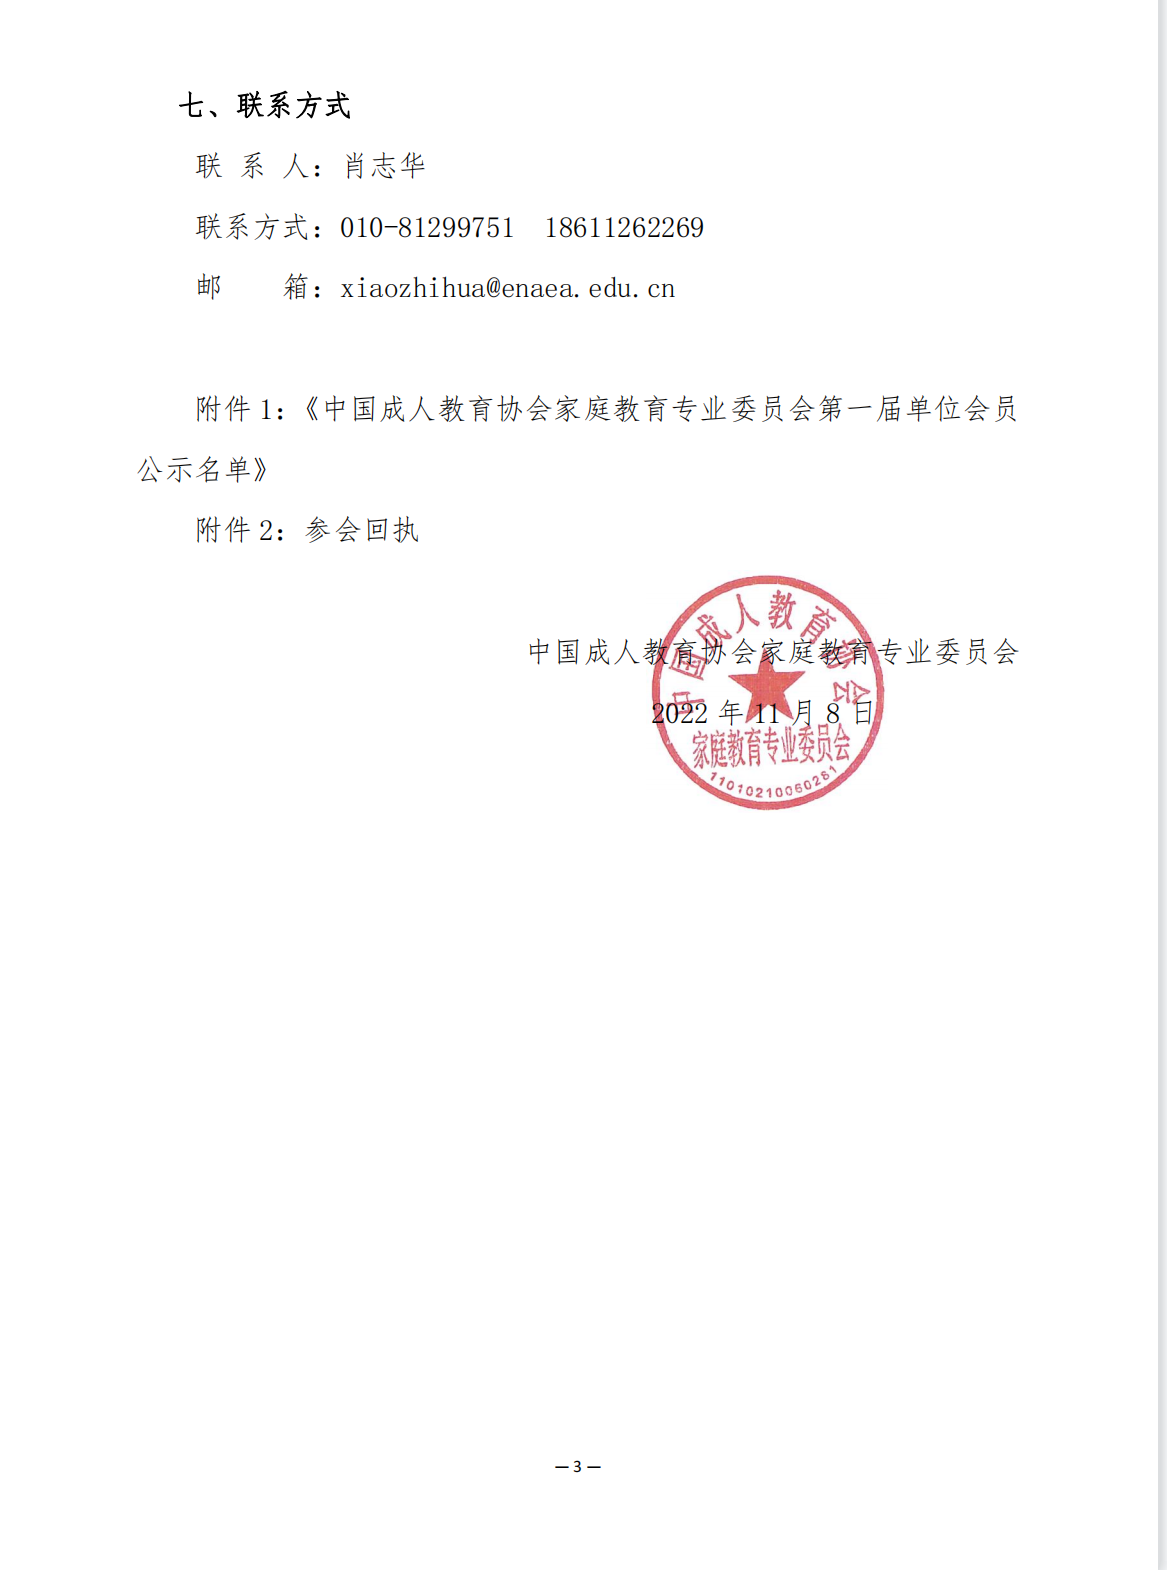 七、联系方式
联 系 人：肖志华
联系方式：010-81299751 18611262269
邮 箱：xiaozhihua@enaea.edu.cn
附件 1：《中国成人教育协会家庭教育专业委员会第一届单位会员
公示名单》
附件 2：参会回执
中国成人教育协会
中国成人教育协会家庭教育专业委员会
2022 年 11 月 8 日
家庭教育专业委员会
11010210060281
— 3 —